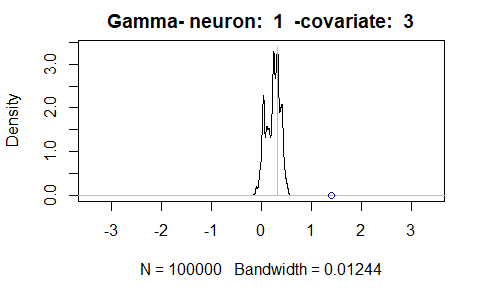 Gamma- neuron: 1 -covariate: 3
Density
3.0
2.0
1.0
0.0
-3 -2 -1 0 1 2 3
N = 100000 Bandwidth = 0.01244